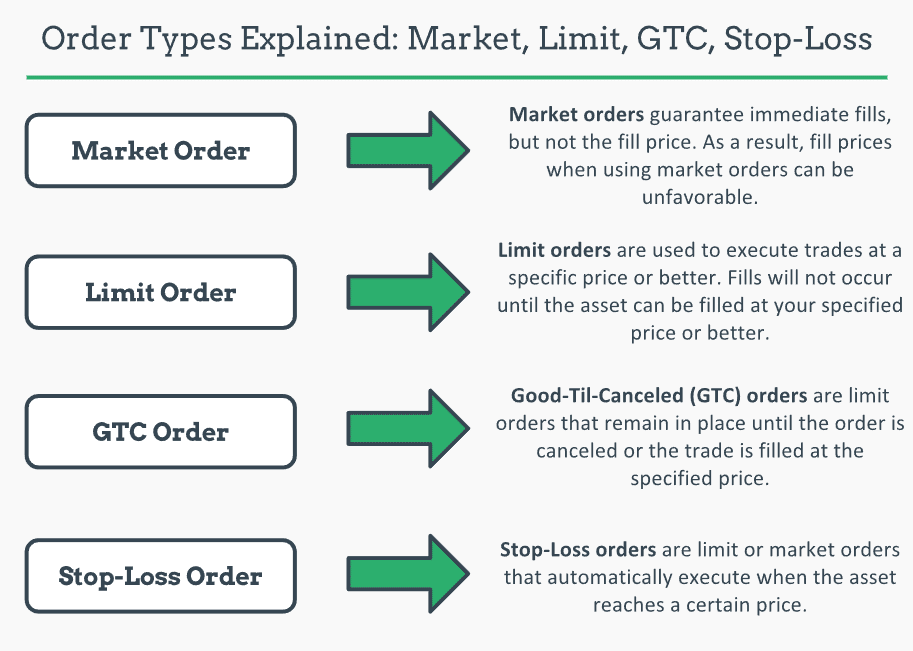 Order Types Explained: Market, Limit, GTC, Stop-Loss
Market Order
Market orders guarantee immediate fills,
but not the fill price. As a result, fill prices
when using market orders can be
unfavorable.
Limit Order
Limit orders are used to execute trades at a
specific price or better. Fills will not occur
until the asset can be filled at your specified
price or better.
GTC Order
Good-Til-Canceled (GTC) orders are limit
orders that remain in place until the order is
canceled or the trade is filled at the
specified price.
Stop-Loss Order
Stop-Loss orders are limit or market orders
that automatically execute when the asset
reaches a certain price.